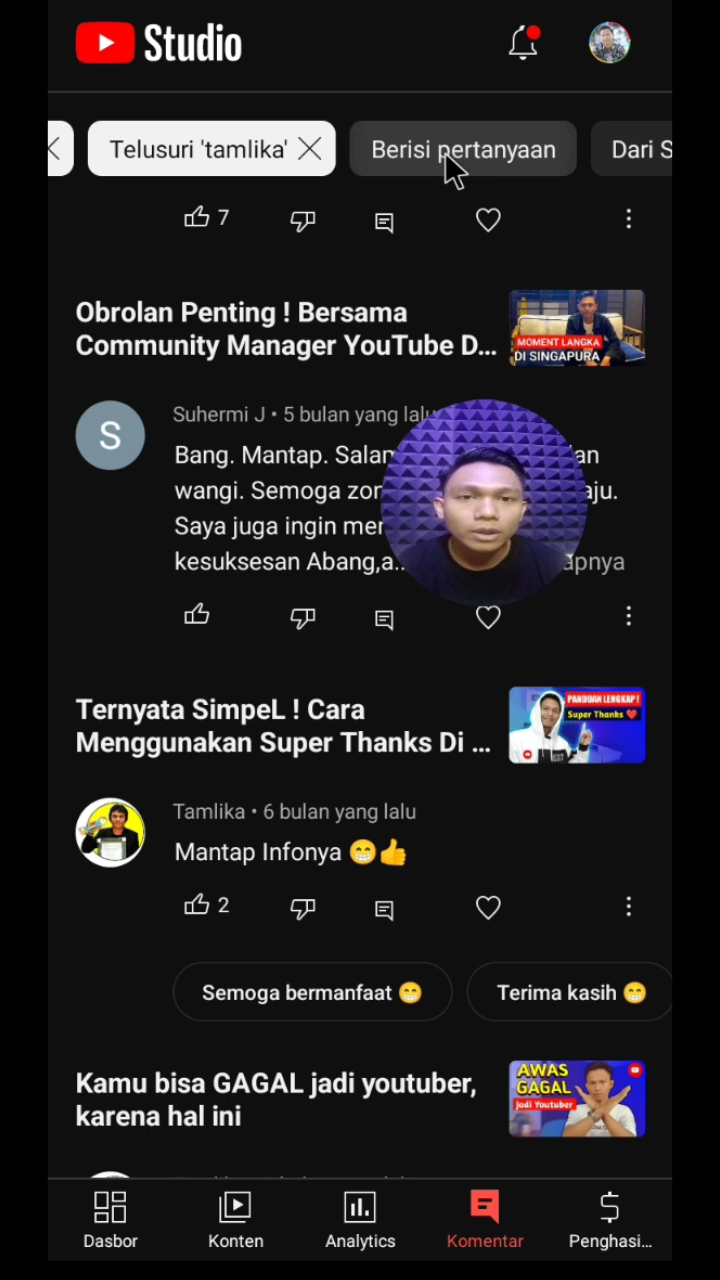 Studio
Telusuri 'tamlika'
Berisi pertanyaan
Dari S
7
Obrolan Penting ! Bersama
Community Manager YouTube D...
MOMENT LANGKA
DI SINGAPURA
S
Suhermi J • 5 bulan yang lalu
Bang. Mantap. Salam an
wangi. Semoga aju.
Saya juga ingin
kesuksesan Abang,a.. apnya
Ternyata SimpeL ! Cara
Menggunakan Super Thanks Di ...
PANDUAN LENGKAP !
Super Thanks ❤️
Tamlika • 6 bulan yang lalu
Mantap Infonya 😁👍
2
Semoga bermanfaat 😁
Terima kasih 😁
Kamu bisa GAGAL jadi youtuber,
karena hal ini
AWAS
GAGAL
Jadi Youtuber
Dasbor
Konten
Analytics
Komentar
Penghasi...